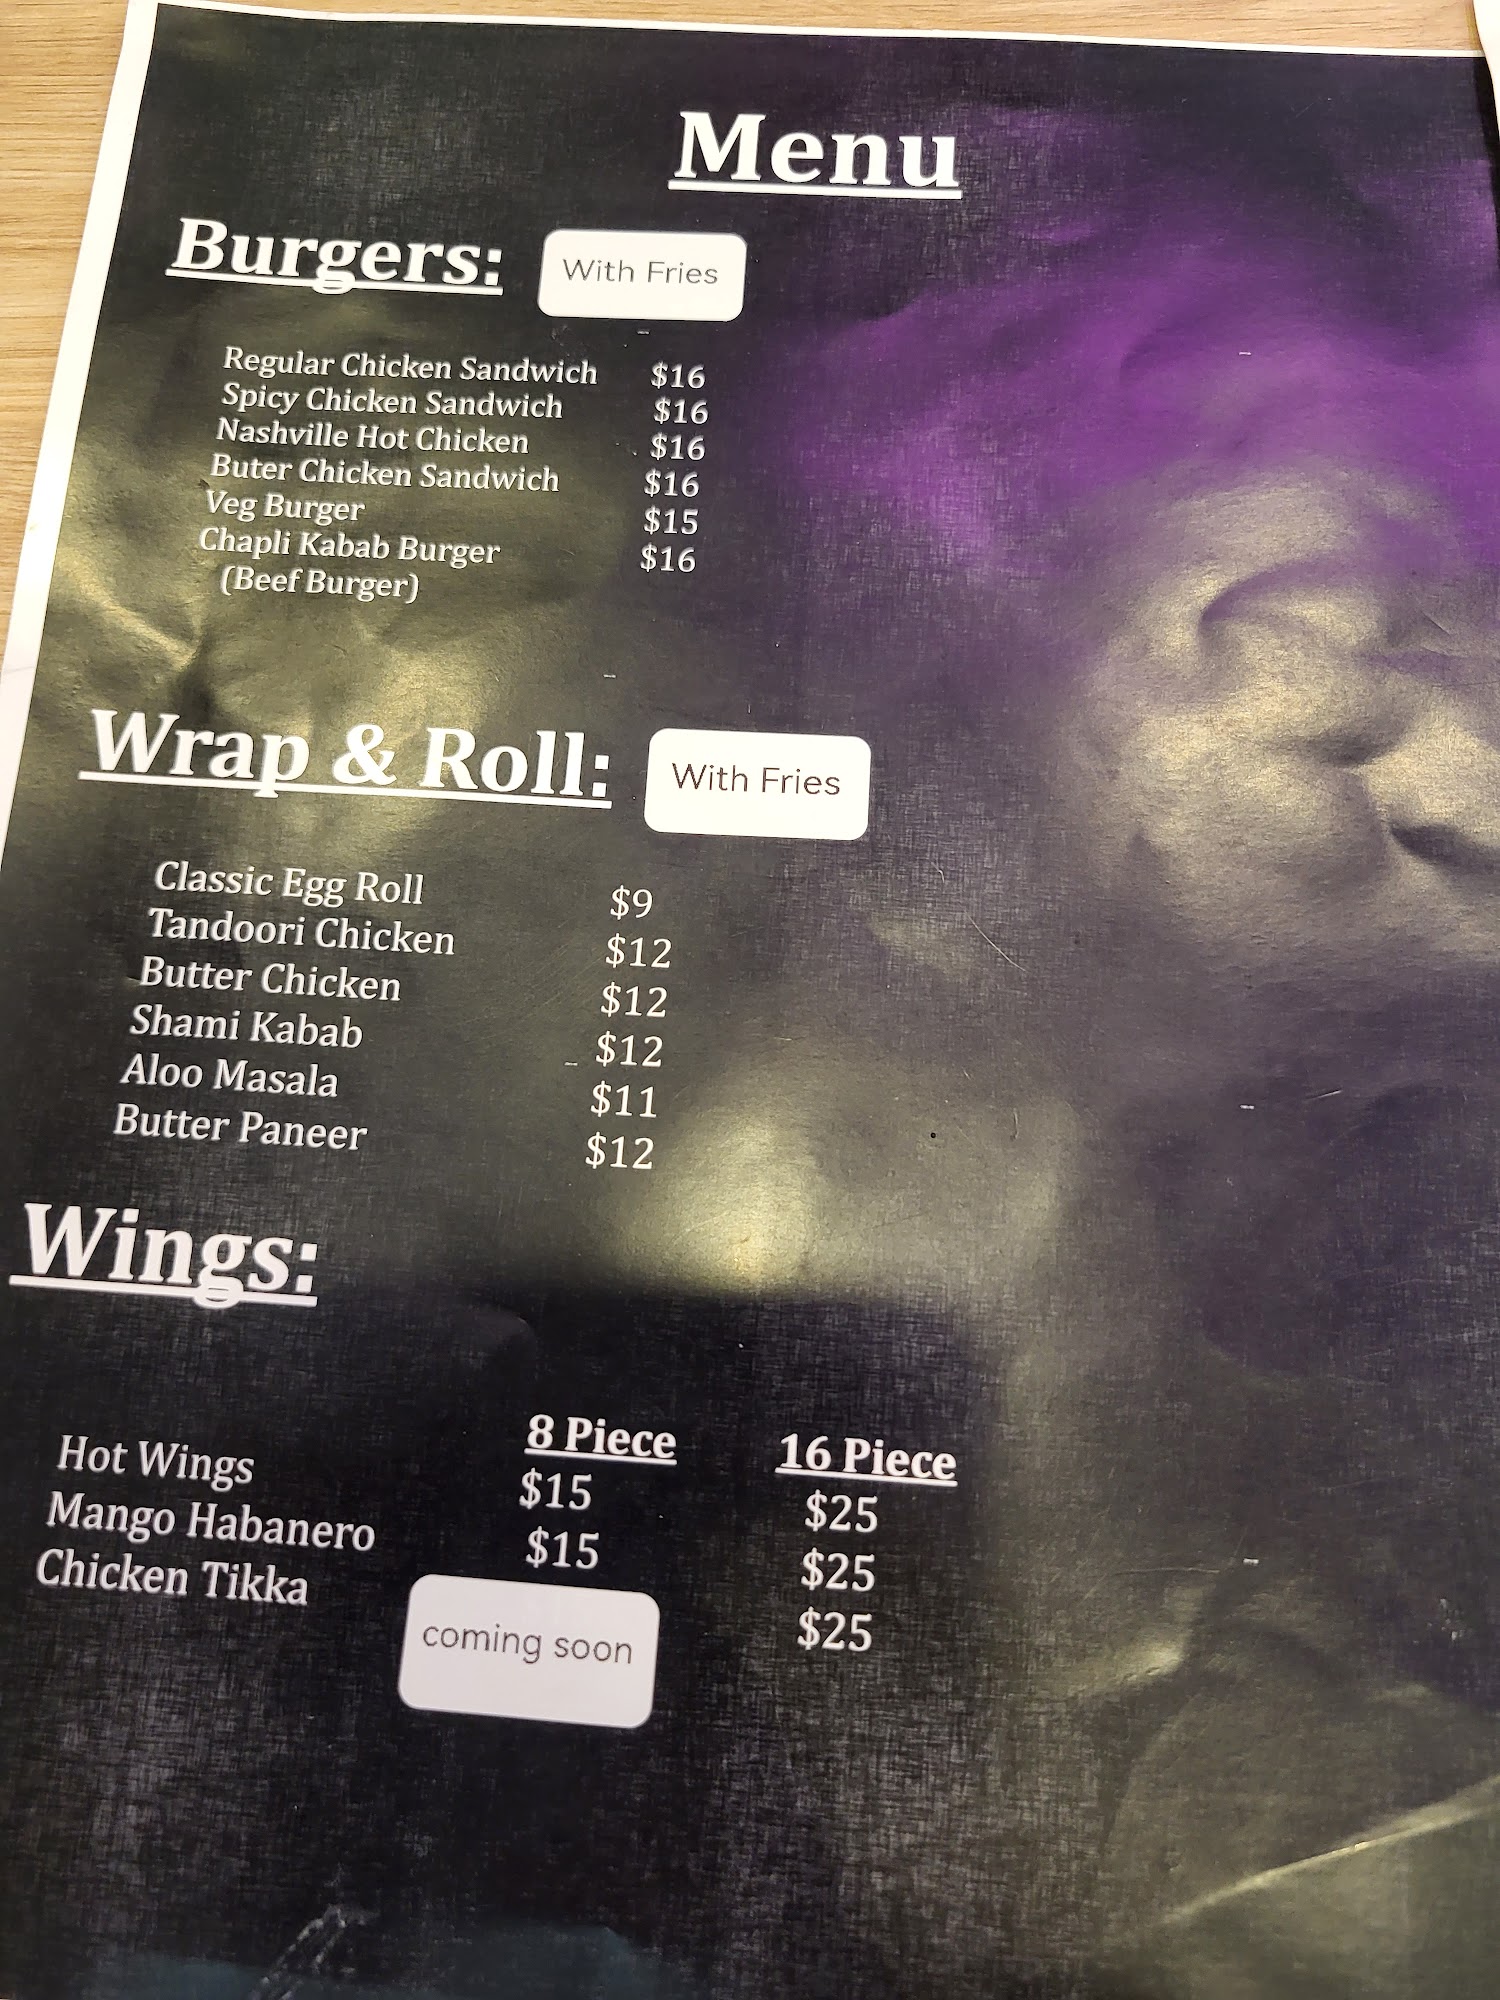 Menu
Burgers: With Fries
Regular Chicken Sandwich $16
Spicy Chicken Sandwich $16
Nashville Hot Chicken $16
Buter Chicken Sandwich $16
Veg Burger $15
Chapli Kabab Burger $16
(Beef Burger)
Wrap & Roll: With Fries
Classic Egg Roll $9
Tandoori Chicken $12
Butter Chicken $12
Shami Kabab $12
Aloo Masala $11
Butter Paneer $12
Wings:
8 Piece 16 Piece
Hot Wings $15 $25
Mango Habanero $15 $25
Chicken Tikka coming soon $25